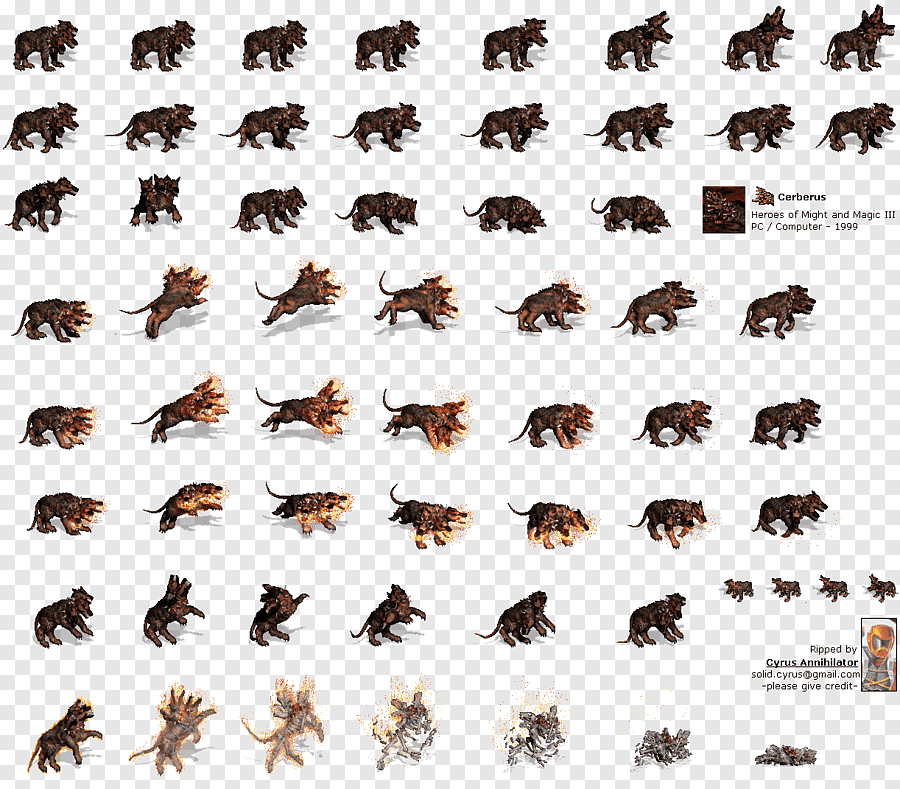 Cerberus
Heroes of Might and Magic III
PC / Computer - 1999
Ripped by
Cyrus Annihilator
solid.cyrus@gmail.com
-please give credit-